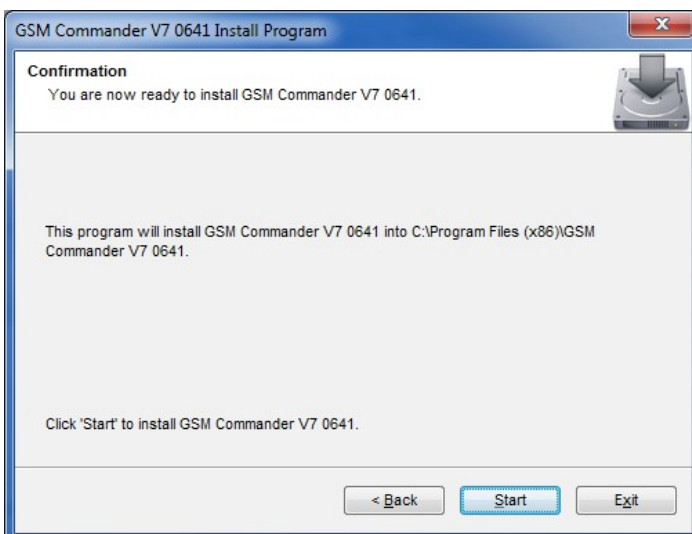 GSM Commander V7 0641 Install Program
Confirmation
You are now ready to install GSM Commander V7 0641.
This program will install GSM Commander V7 0641 into C:\Program Files (x86)\GSM
Commander V7 0641.
Click 'Start' to install GSM Commander V7 0641.
< Back Start Exit